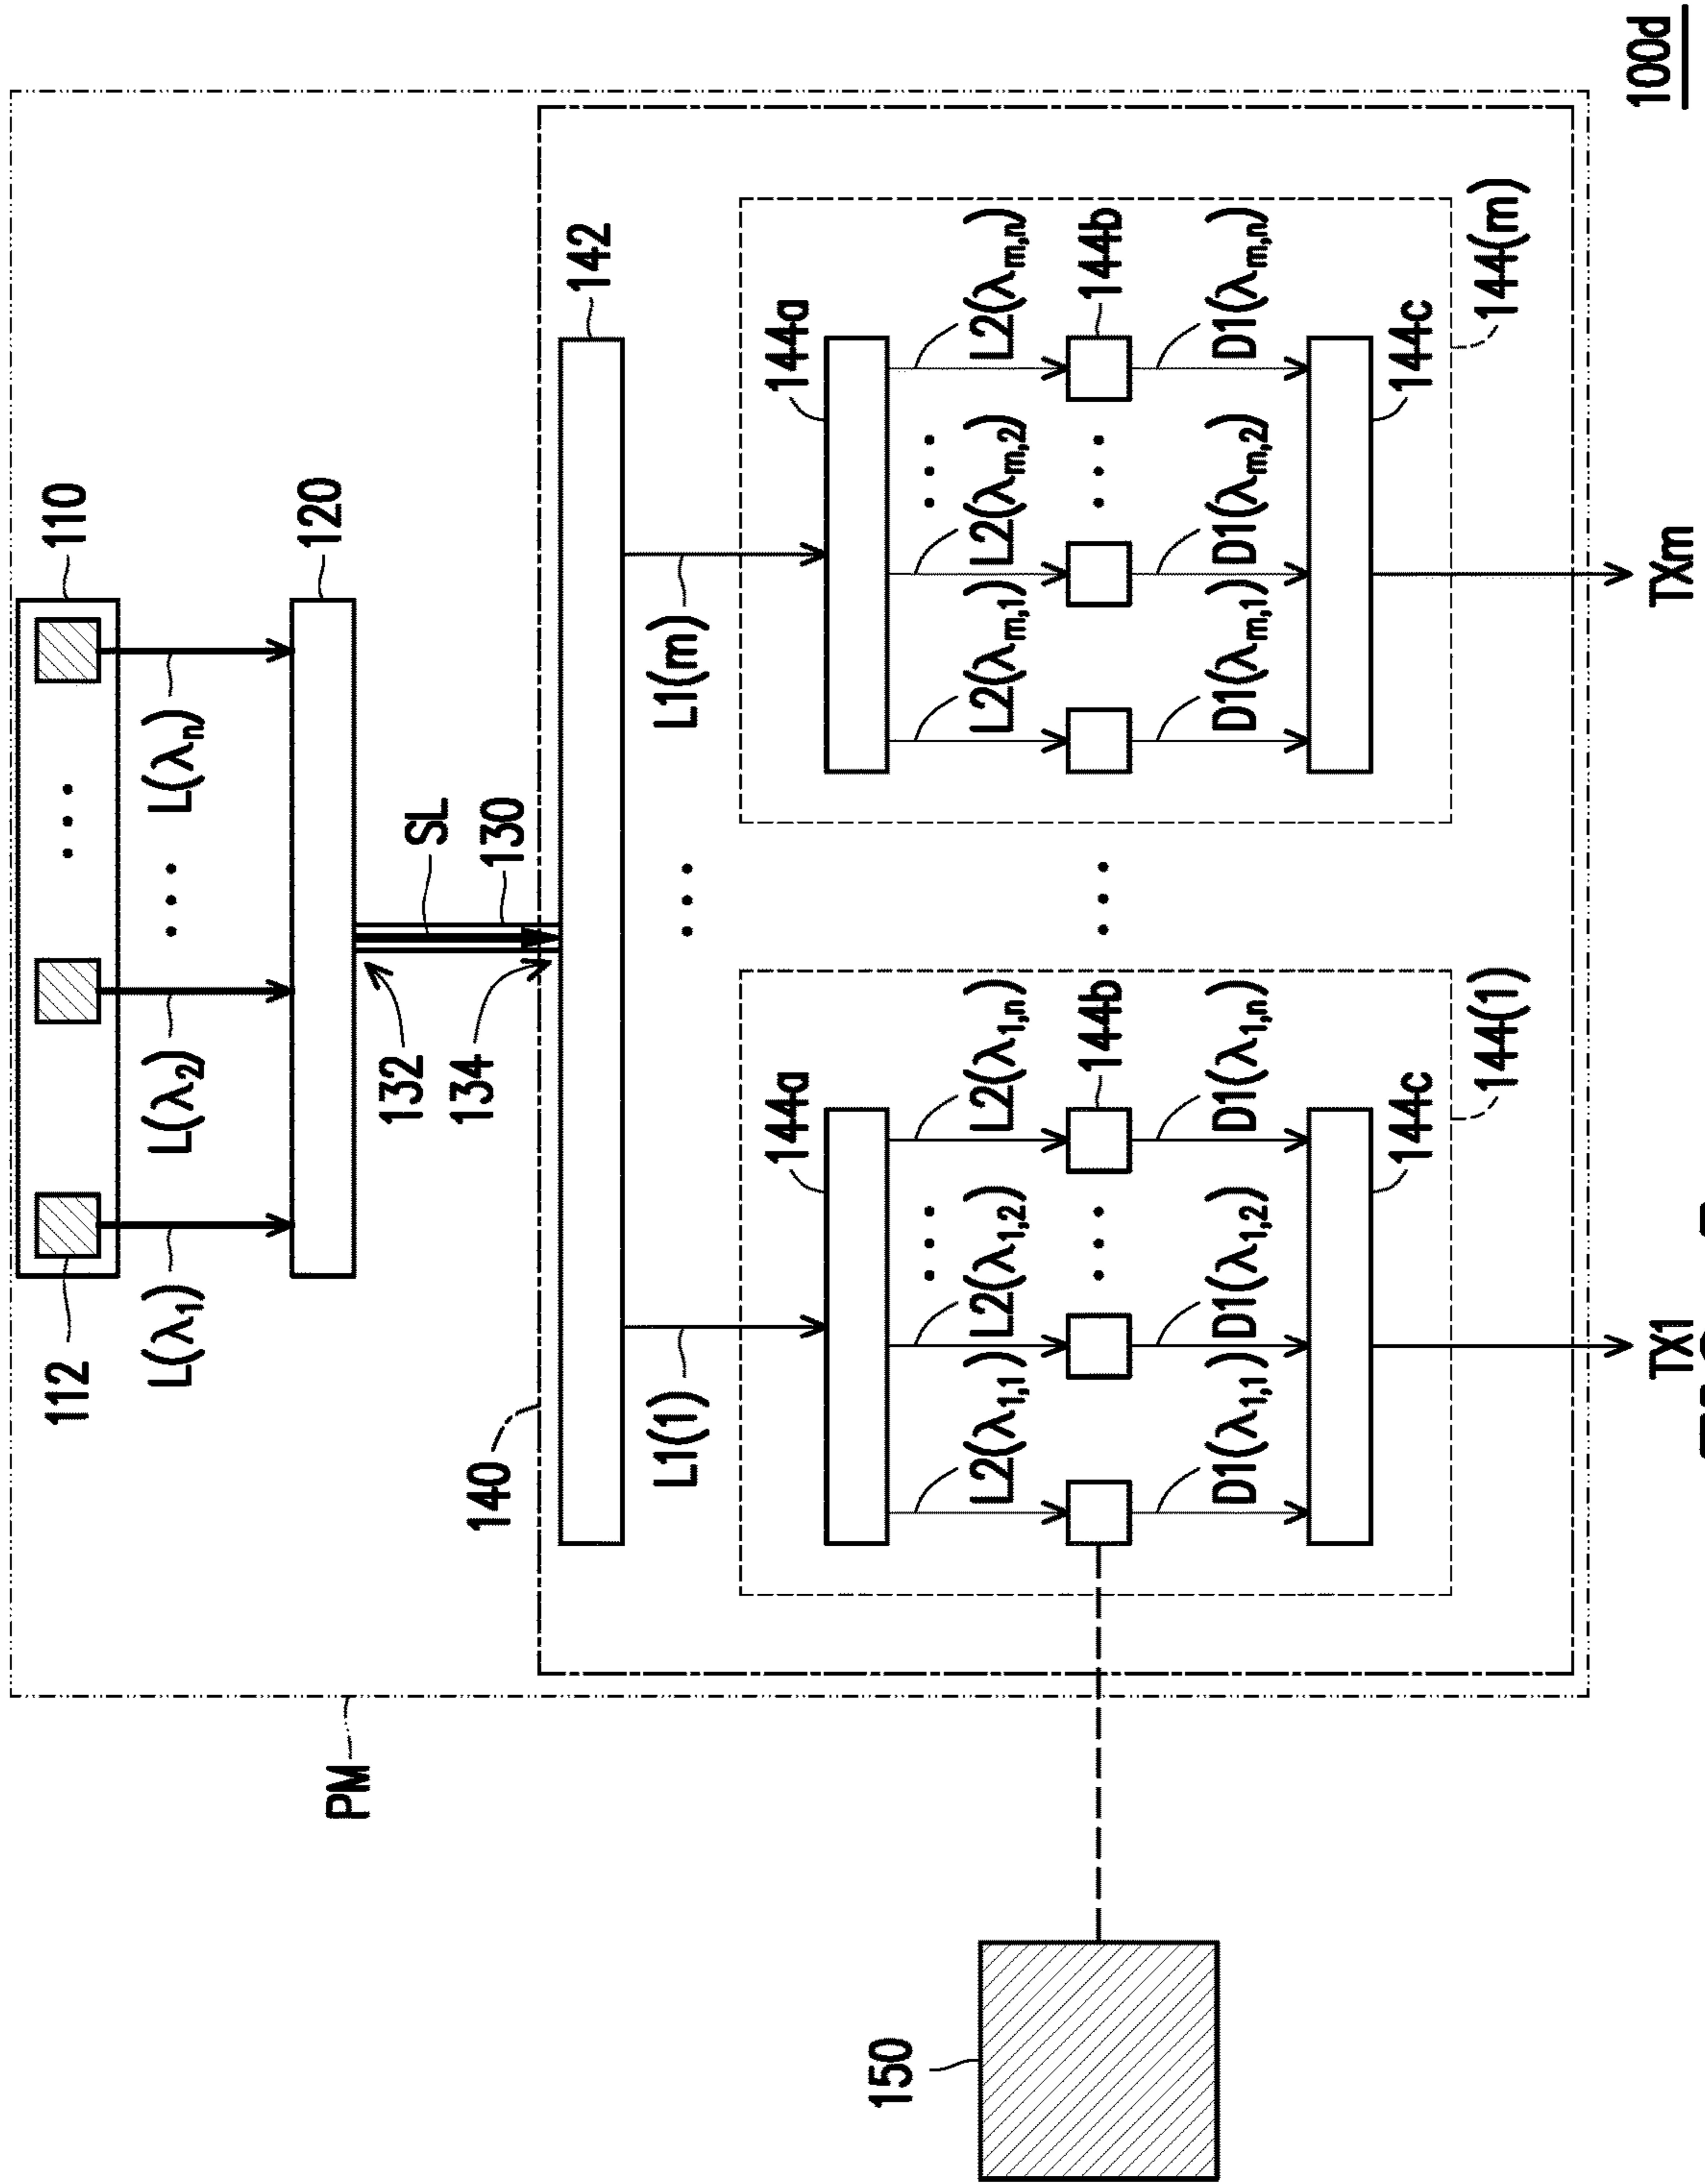 110
112
L(λ1)
L(λ2)
L(λn)
120
132
SL
134
130
140
142
L1(1)
L1(m)
144a
144a
L2(λ1,1)
L2(λ1,2)
L2(λ1,n)
L2(λm,1)
L2(λm,2)
L2(λm,n)
144b
144b
D1(λ1,1)
D1(λ1,2)
D1(λ1,n)
D1(λm,1)
D1(λm,2)
D1(λm,n)
144c
144c
144(1)
144(m)
PM
150
TX1
TXm
100d